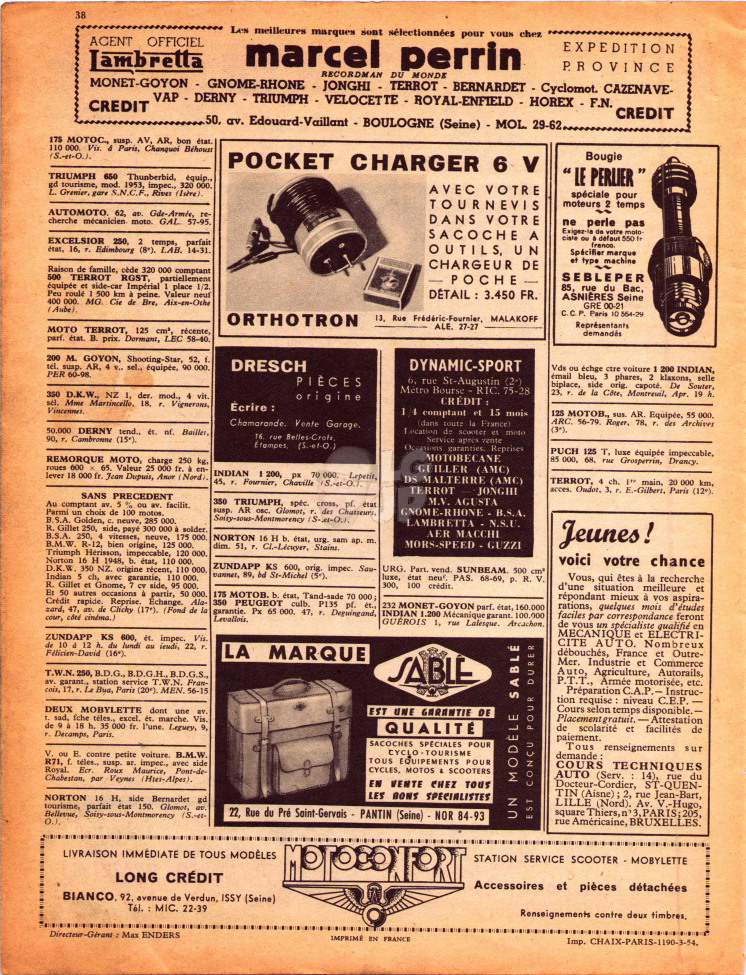 38
Les meilleures marques sont sélectionnées pour vous chez
AGENT OFFICIEL
Lambretta
marcel perrin
RECORDMAN DU MONDE
EXPEDITION
PROVINCE
MONET-GOYON - GNOME-RHONE - JONGHI - TERROT - BERNARDET - Cyclomot. CAZENAVE-
VAP - DERNY - TRIUMPH - VELOCETTE - ROYAL-ENFIELD - HOREX - F.N.
CREDIT
CREDIT
50, av. Edouard-Vaillant - BOULOGNE (Seine) - MOL. 29-62
175 MOTOC., susp. AV, AR, bon état.
110 000. Vis. à Paris, Chanquoi Béhoust
(S.-et-O.).
TRIUMPH 650 Thunderbid, équip.,
gd tourisme, mod. 1953, impec., 320 000.
L. Grenier, gare S.N.C.F., Rives (Isère).
AUTOMOTO. 62, av. Gde-Armée, re-
cherche mécanicien moto. GAL. 57-95.
EXCELSIOR 250, 2 temps, parfait
état, 16, r. Edimbourg (8e). LAB. 14-31.
Raison de famille, cède 320 000 comptant
500 TERROT RGST, partiellement
équipée et side-car Impérial 1 place 1/2.
Peu roulé 1 500 km à peine. Valeur neuf
400 000. MG. Cie de Bre, Aix-en-Othe
(Aube).
MOTO TERROT, 125 cm³, récente,
parf. état. B. prix. Dormant, LEC 58-40.
200 M. GOYON, Shooting-Star, 52, f.
tél. susp. AR, 4 v., sel., équipée, 90 000.
PER 60-98.
350 D.K.W., NZ 1, der. mod., 4 vit.
sél. Mme Martincello, 18, r. Vignerons,
Vincennes.
50.000 DERNY tend., ét. nf. Baillet,
90, r. Cambronne (15e).
REMORQUE MOTO, charge 250 kg,
roues 600 × 65. Valeur 25 000 fr. à en-
lever 18 000 fr. Jean Dupuis, Anor (Nord).
SANS PRECEDENT
Au comptant av. 5 % ou av. facilit.
Parmi un choix de 100 motos.
B.S.A. Golden, c. neuve, 285 000.
R. Gillet 250, side, payé 300 000 à solder.
B.S.A. 250, 4 vitesses, neuve, 175 000.
B.M.W. R-12, bien origine, 125 000.
Triumph Herisson, impeccable, 120 000.
Norton 16 H 1948, b. état, 110 000.
D.K.W. 350 NZ. origine récent, 110 000.
Indian 5 ch, avec garantie, 110 000.
R. Gillet et Gnome, 7 cv side, 95 000.
Et 50 autres occasions à partir, 50 000.
Crédit rapide. Reprise. Echange. Ala-
zard, 47, av. de Clichy (17e). (Fond de la
cour, côté cinéma.)
ZUNDAPP KS 600, ét. impec. Vis.
de 10 à 12 h. du lundi au jeudi, 22, r.
Félicien-David (16e).
T.W.N. 250, B.D.G., B.D.G.H., B.D.G.S.,
av. garant., station service T.W.N. Fran-
cois, 17, r. Le Bua, Paris (20e). MEN. 56-15
DEUX MOBYLETTE dont une av.
t. sad, fche téles., excel. ét. marche. Vis.
de 9 à 18 h, 35 000 fr. l'une. Leguey, 9,
r. Decamps, Paris.
V. ou E. contre petite voiture. B.M.W.
R71, f. téles., susp. ar. impec., avec side
Royal. Ecr. Roux Maurice, Pont-de-
Chabestan, par Veynes (Htes-Alpes).
NORTON 16 H, side Bernardet gd
tourisme, parfait état 150. Glomot, av.
Bellevue, Soisy-sous-Montmorency (S.-et-
O.).
POCKET CHARGER 6 V
AVEC VOTRE
TOURNEVIS
DANS VOTRE
SACOCHE A
OUTILS, UN
CHARGEUR DE
— POCHE —
DÉTAIL : 3.450 FR.
ORTHOTRON
13, Rue Frédéric-Fournier, MALAKOFF
ALE. 27-27
Bougie
"LE PERLIER"
spéciale pour
moteurs 2 temps
ne perle pas
Exigez-la de votre moto-
ciste ou à défaut 550 fr
franco.
Spécifier marque
et type machine
SEBLEPER
85, rue du Bac,
ASNIÈRES Seine
GRE 00-21
C.C.P. Paris 10 564-29
Représentants
demandés
DRESCH
PIÈCES
origine
Ecrire :
Chamarande. Vente Garage,
16, rue Belles-Croix,
Étampes. (S.-et-O.)
INDIAN 1 200, px 70 000. Lepetit,
45, r. Fournier, Chaville (S.-et-O.).
350 TRIUMPH, spéc. cross, pf. état
susp. AR osc. Glomot, r. des Chasseurs,
Soisy-sous-Montmorency (S.-et-O.).
NORTON 16 H b. état, urg. sam ap. m.
dim. 51, r. Cl.-Lécuyer, Stains.
ZUNDAPP KS 600, orig. impec. Sau-
vannet, 89, bd St-Michel (5e).
175 MOTOB. b. état, Tand-sade 70 000 ;
350 PEUGEOT culb. P135 pf. ét.,
garantie. Px 65 000. 47, r. Deguingand,
Levallois.
DYNAMIC-SPORT
6, rue St-Augustin (2e)
Métro Bourse - RIC. 75-28
CRÉDIT :
1/4 comptant et 15 mois
(dans toute la France)
Location de scooter et moto
Service après vente
Occasions garanties. Reprises
MOTOBECANE
GUILLER (AMC)
DS MALTERRE (AMC)
TERROT - JONGHI
M.V. AGUSTA
GNOME-RHONE - B.S.A.
LAMBRETTA - N.S.U.
AER MACCHI
MORS-SPEED - GUZZI
URG. Part. vend. SUNBEAM. 500 cm³
luxe, état neuf. PAS. 68-69, p. R. V.
300, 100 crédit.
232 MONET-GOYON parf. état, 160.000
INDIAN 1.200 Mécanique garant. 100.000
GUÉROIS 1, rue Lalesque. Arcachon.
Vds ou échge ctre voiture 1 200 INDIAN,
émail bleu, 3 phares, 2 klaxons, selle
biplace, side orig. capoté. De Souter,
23, r. de la Côte, Montreuil, Apr. 19 h.
125 MOTOB., sus. AR. Equipée, 55 000.
ARC. 56-79. Roger, 78, r. des Archives
(3e).
PUCH 125 T, luxe équipée impeccable,
85 000, 68, rue Grosperrin, Drancy.
TERROT, 4 ch. 1re main, 20 000 km,
acces. Oudot, 3, r. E.-Gilbert, Paris (12e).
Jeunes !
voici votre chance
Vous, qui êtes à la recherche
d'une situation meilleure et
répondant mieux à vos aspira-
rations, quelques mois d'études
faciles par correspondance feront
de vous un spécialiste qualifié en
MECANIQUE et ELECTRI-
CITE AUTO. Nombreux
débouchés, France et Outre-
Mer. Industrie et Commerce
Auto, Agriculture, Autorails,
P.T.T., Armée motorisée, etc.
Préparation C.A.P. — Instruc-
tion requise : niveau C.E.P. —
Cours selon temps disponible. —
Placement gratuit. — Attestation
de scolarité et facilités de
paiement.
Tous renseignements sur
demande :
COURS TECHNIQUES
AUTO (Serv. : 14), rue du
Docteur-Cordier, ST-QUEN-
TIN (Aisne) ; 2, rue Jean-Bart,
LILLE (Nord). Av. V.-Hugo,
square Thiers, n° 3, PARIS ; 205,
rue Américaine, BRUXELLES.
LA MARQUE
SABLÉ
EST UNE GARANTIE DE
QUALITÉ
SACOCHES SPÉCIALES POUR
CYCLO-TOURISME
TOUS ÉQUIPEMENTS POUR
CYCLES, MOTOS & SCOOTERS
EN VENTE CHEZ TOUS
LES BONS SPÉCIALISTES
UN MODÈLE SABLÉ
EST CONÇU POUR DURER
22, Rue du Pré Saint-Gervais - PANTIN (Seine) - NOR 84-93
LIVRAISON IMMÉDIATE DE TOUS MODÈLES
LONG CRÉDIT
BIANCO, 92, avenue de Verdun, ISSY (Seine)
Tél. : MIC. 22-39
MOTOCONFORT
STATION SERVICE SCOOTER - MOBYLETTE
Accessoires et pièces détachées
Renseignements contre deux timbres.
Directeur-Gérant : Max ENDERS
IMPRIMÉ EN FRANCE
Imp. CHAIX-PARIS-1190-3-54.